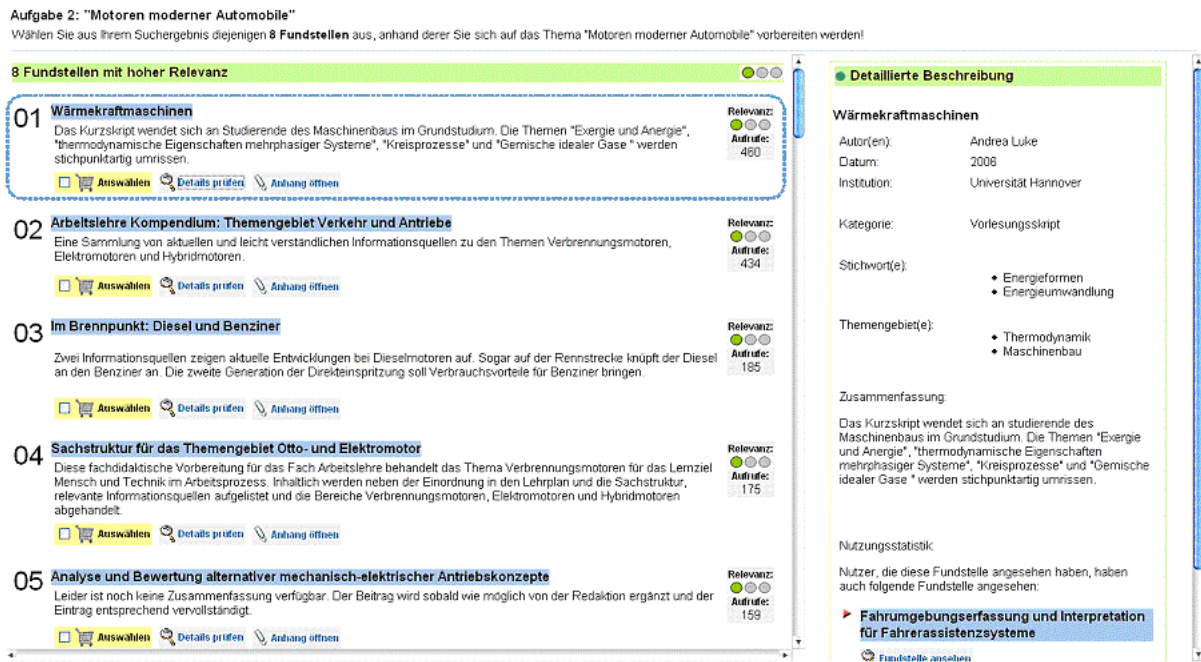 Aufgabe 2: "Motoren moderner Automobile"
Wählen Sie aus Ihrem Suchergebnis diejenigen 8 Fundstellen aus, anhand derer Sie sich auf das Thema "Motoren moderner Automobile" vorbereiten werden!
8 Fundstellen mit hoher Relevanz
01 Wärmekraftmaschinen
Das Kurzskript wendet sich an Studierende des Maschinenbaus im Grundstudium. Die Themen "Exergie und Anergie",
"thermodynamische Eigenschaften mehrphasiger Systeme", "Kreisprozesse" und "Gemische idealer Gase " werden
stichpunktartig umrissen.
Relevanz:
Aufrufe:
460
Auswählen Details prüfen Anhang öffnen
02 Arbeitslehre Kompendium: Themengebiet Verkehr und Antriebe
Eine Sammlung von aktuellen und leicht verständlichen Informationsquellen zu den Themen Verbrennungsmotoren,
Elektromotoren und Hybridmotoren.
Relevanz:
Aufrufe:
434
Auswählen Details prüfen Anhang öffnen
03 Im Brennpunkt: Diesel und Benziner
Zwei Informationsquellen zeigen aktuelle Entwicklungen bei Dieselmotoren auf. Sogar auf der Rennstrecke knüpft der Diesel
an den Benziner an. Die zweite Generation der Direkteinspritzung soll Verbrauchsvorteile für Benziner bringen.
Relevanz:
Aufrufe:
185
Auswählen Details prüfen Anhang öffnen
04 Sachstruktur für das Themengebiet Otto- und Elektromotor
Diese fachdidaktische Vorbereitung für das Fach Arbeitslehre behandelt das Thema Verbrennungsmotoren für das Lernziel
Mensch und Technik im Arbeitsprozess. Inhaltlich werden neben der Einordnung in den Lehrplan und die Sachstruktur,
relevante Informationsquellen aufgelistet und die Bereiche Verbrennungsmotoren, Elektromotoren und Hybridmotoren
abgehandelt.
Relevanz:
Aufrufe:
175
Auswählen Details prüfen Anhang öffnen
05 Analyse und Bewertung alternativer mechanisch-elektrischer Antriebskonzepte
Leider ist noch keine Zusammenfassung verfügbar. Der Beitrag wird sobald wie möglich von der Redaktion ergänzt und der
Eintrag entsprechend vervollständigt.
Relevanz:
Aufrufe:
159
Auswählen Details prüfen Anhang öffnen
Detaillierte Beschreibung
Wärmekraftmaschinen
Autor(en): Andrea Luke
Datum: 2006
Institution: Universität Hannover
Kategorie: Vorlesungsskript
Stichwort(e):
Energieformen
Energieumwandlung
Themengebiet(e):
Thermodynamik
Maschinenbau
Zusammenfassung:
Das Kurzskript wendet sich an studierende des
Maschinenbaus im Grundstudium. Die Themen "Exergie
und Anergie", "thermodynamische Eigenschaften
mehrphasiger Systeme", "Kreisprozesse" und "Gemische
idealer Gase " werden stichpunktartig umrissen.
Nutzungsstatistik:
Nutzer, die diese Fundstelle angesehen haben, haben
auch folgende Fundstelle angesehen:
Fahrumgebungserfassung und Interpretation
für Fahrerassistenzsysteme
Fundstelle ansehen